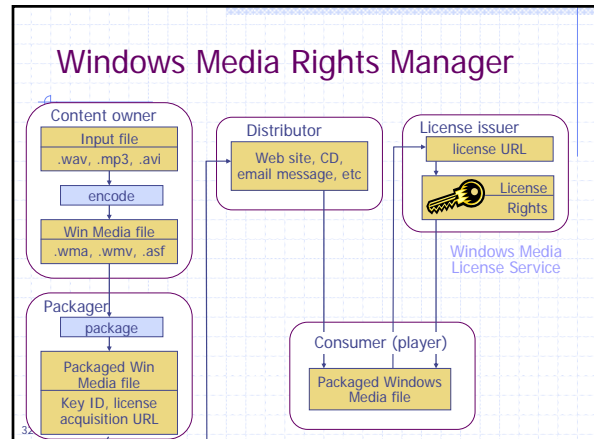 Windows Media Rights Manager
Content owner
Input file
.wav, .mp3, .avi
encode
Win Media file
.wma, .wmv, .asf
Packager
package
Packaged Win
Media file
Key ID, license
acquisition URL
Distributor
Web site, CD,
email message, etc
License issuer
license URL
License
Rights
Windows Media
License Service
Consumer (player)
Packaged Windows
Media file
32